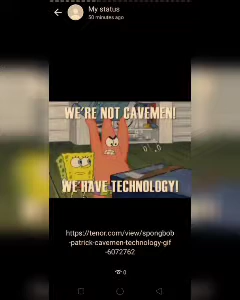 My status
50 minutes ago
WE'RE NOT CAVEMEN!
WE HAVE TECHNOLOGY!
https://tenor.com/view/spongbob
-patrick-cavemen-technology-gif
-6072762
0